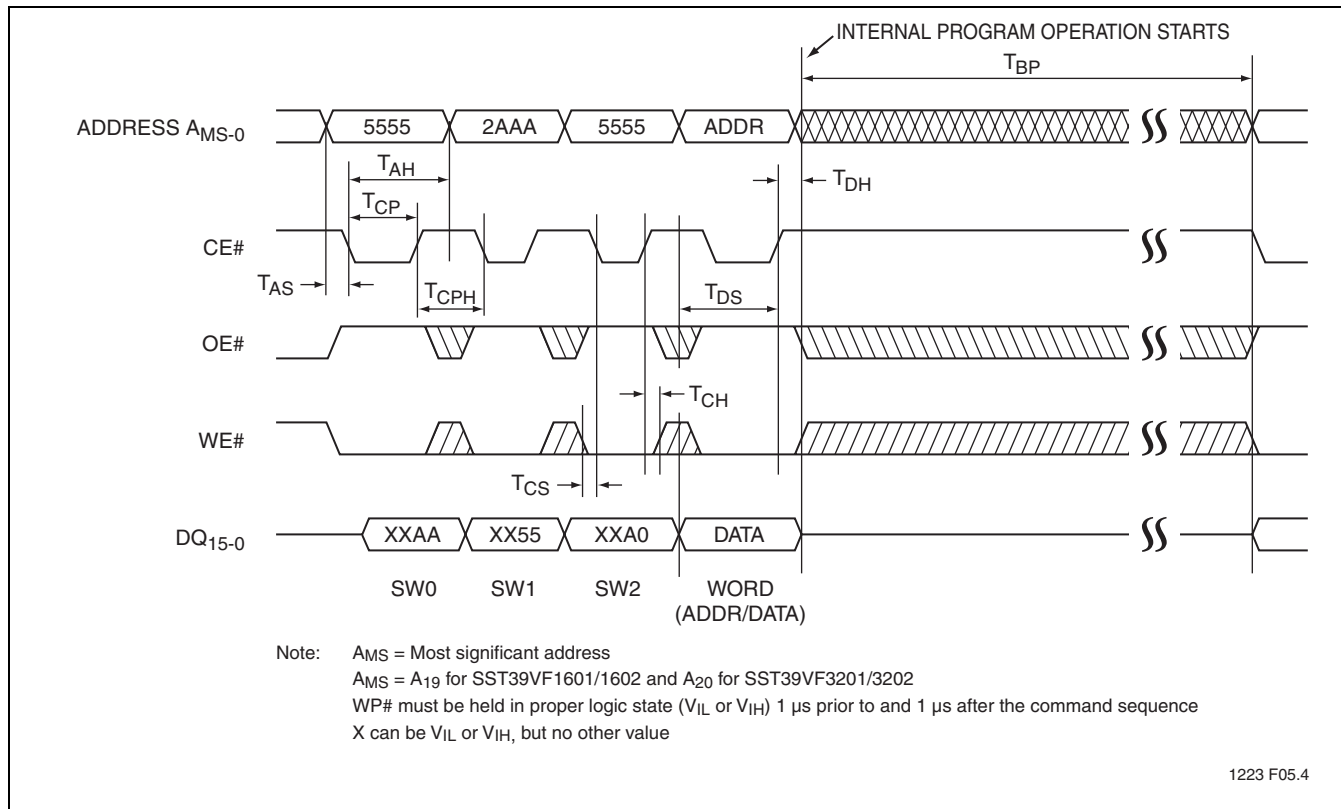 INTERNAL PROGRAM OPERATION STARTS
TBP
ADDRESS AMS-0
5555 2AAA 5555 ADDR
TAH
TDH
TCP
CE#
TAS
TCPH
TDS
OE#
TCH
WE#
TCS
DQ15-0
XXAA XX55 XXA0 DATA
SW0 SW1 SW2 WORD
(ADDR/DATA)
Note: AMS = Most significant address
AMS = A19 for SST39VF1601/1602 and A20 for SST39VF3201/3202
WP# must be held in proper logic state (VIL or VIH) 1 µs prior to and 1 µs after the command sequence
X can be VIL or VIH, but no other value
1223 F05.4